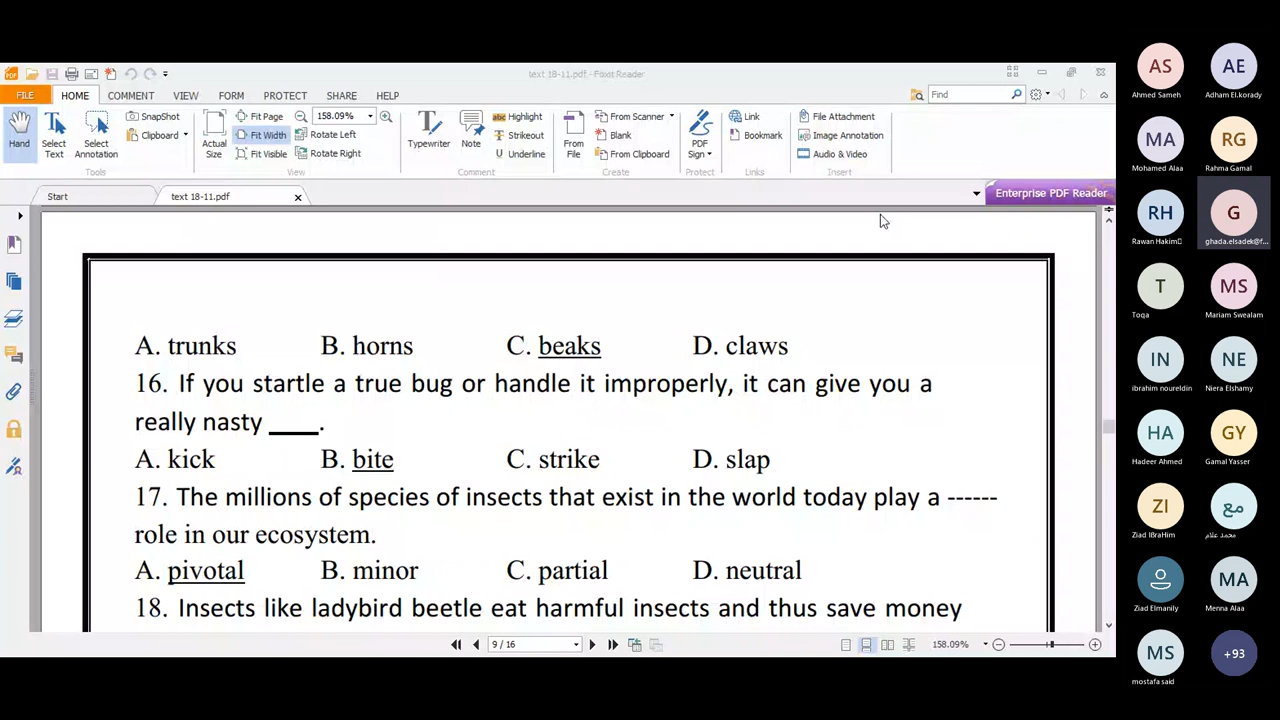 text 18-11.pdf - Foxit Reader
FILE HOME COMMENT VIEW FORM PROTECT SHARE HELP
Find
Hand
Select Text
Select Annotation
SnapShot
Clipboard
Tools
Actual Size
Fit Page
Fit Width
Fit Visible
158.09%
Rotate Left
Rotate Right
View
Typewriter
Note
Highlight
Strikeout
Underline
Comment
From File
From Scanner
Blank
From Clipboard
Create
PDF Sign
Protect
Link
Bookmark
Links
File Attachment
Image Annotation
Audio & Video
Insert
Start
text 18-11.pdf
Enterprise PDF Reader
A. trunks B. horns C. beaks D. claws
16. If you startle a true bug or handle it improperly, it can give you a
really nasty ____.
A. kick B. bite C. strike D. slap
17. The millions of species of insects that exist in the world today play a ------
role in our ecosystem.
A. pivotal B. minor C. partial D. neutral
18. Insects like ladybird beetle eat harmful insects and thus save money
9 / 16
158.09%
AS
Ahmed Sameh
AE
Adham El.korady
MA
Mohamed Alaa
RG
Rahma Gamal
RH
Rawan Hakim
G
ghada.elsadek@f...
T
Toqa
MS
Mariam Swealam
IN
ibrahim noureldin
NE
Niera Elshamy
HA
Hadeer Ahmed
GY
Gamal Yasser
ZI
Ziad IBraHim
مع
محمد علام
Ziad Elmanily
MA
Menna Alaa
MS
mostafa said
+93